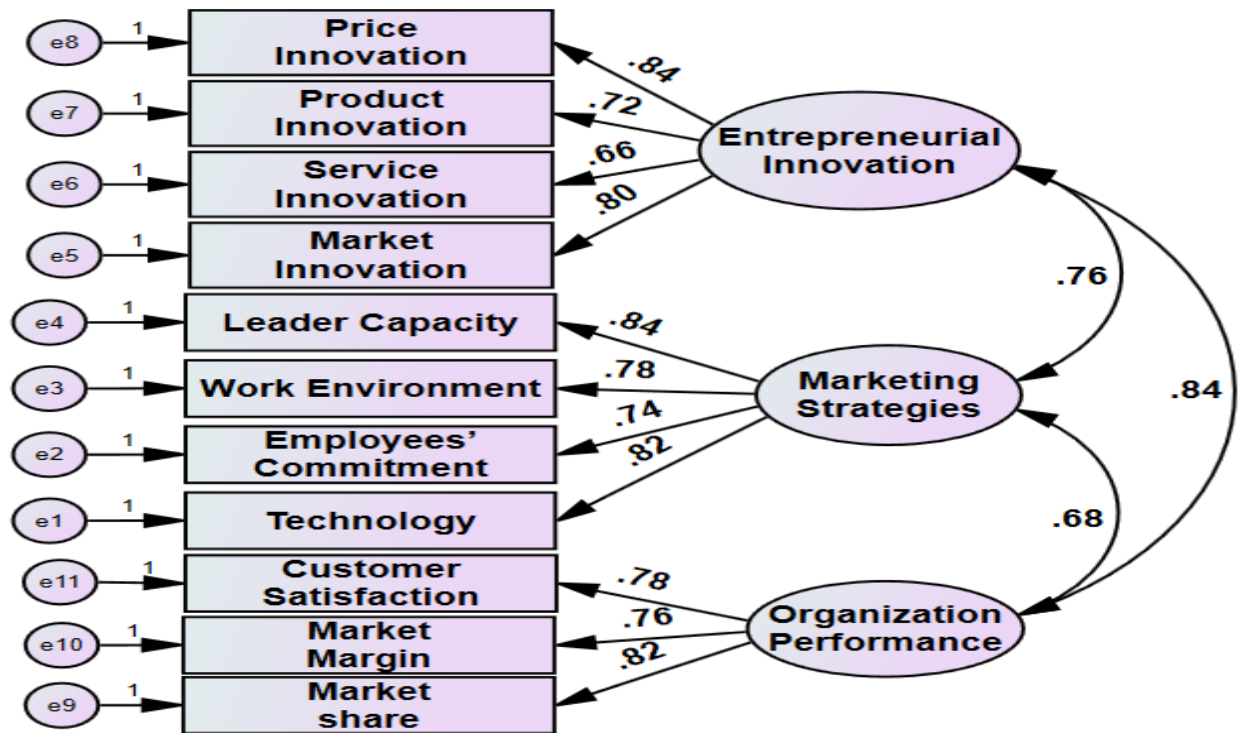 e8
1
Price
Innovation
.84
e7
1
Product
Innovation
.72
Entrepreneurial
Innovation
e6
1
Service
Innovation
.66
e5
1
Market
Innovation
.80
.76
e4
1
Leader Capacity
.84
e3
1
Work Environment
.78
Marketing
Strategies
.84
e2
1
Employees’
Commitment
.74
e1
1
Technology
.82
.68
e11
1
Customer
Satisfaction
.78
Organization
Performance
e10
1
Market
Margin
.76
e9
1
Market
share
.82